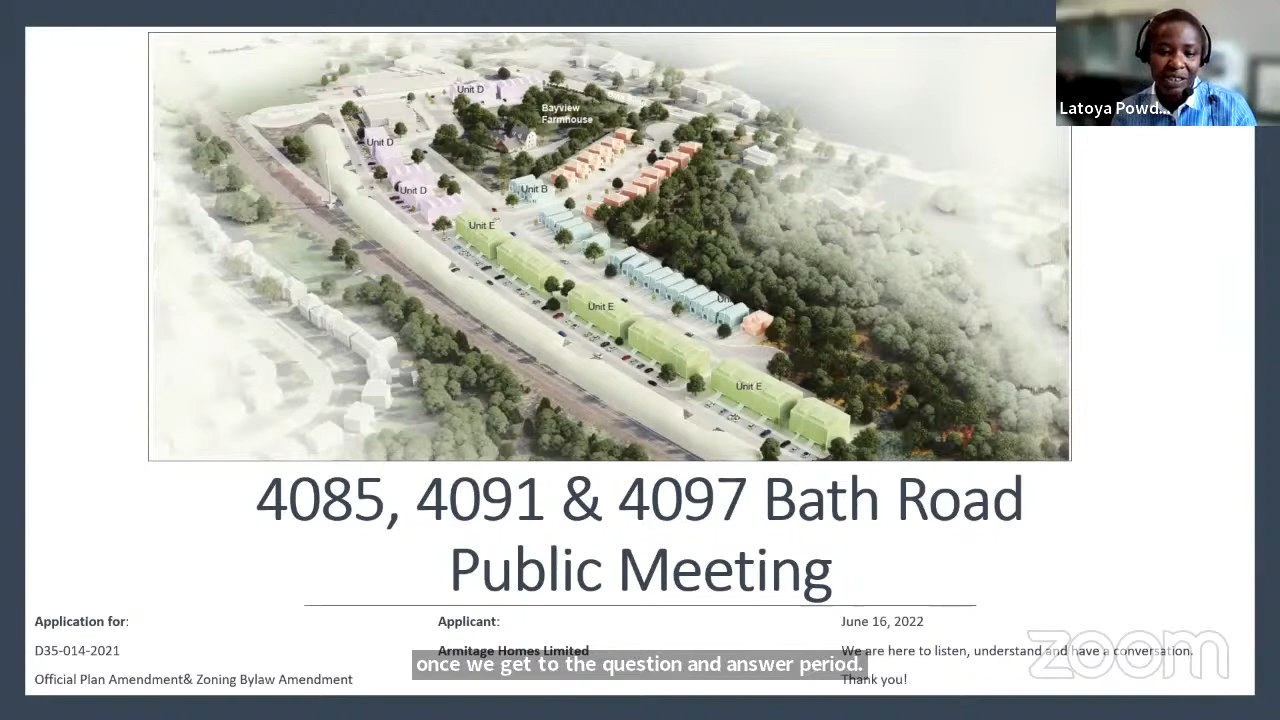 Latoya Powd...
Unit D
Bayview
Farmhouse
Unit D
Unit D
Unit B
Unit E
Unit E
Unit E
4085, 4091 & 4097 Bath Road
Public Meeting
Application for:
D35-014-2021
Official Plan Amendment& Zoning Bylaw Amendment
Applicant:
Armitage Homes Limited
June 16, 2022
We are here to listen, understand and have a conversation.
Thank you!
once we get to the question and answer period.
zoom